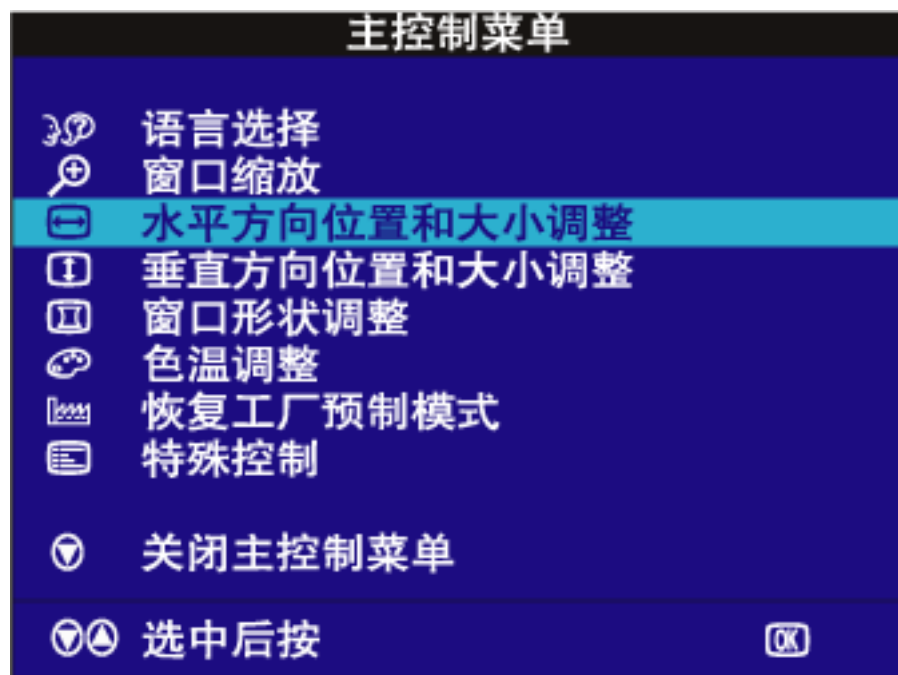 主控制菜单
语言选择
窗口缩放
水平方向位置和大小调整
垂直方向位置和大小调整
窗口形状调整
色温调整
恢复工厂预制模式
特殊控制
关闭主控制菜单
选中后按 OK